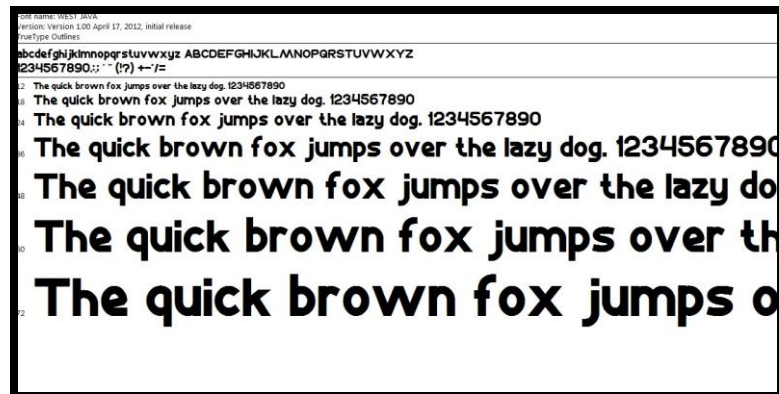 Font name: WEST JAVA
Version: Version 1.00 April 17, 2012, initial release
TrueType Outlines
abcdefghijklmnopqrstuvwxyz ABCDEFGHIJKLMNOPQRSTUVWXYZ
1234567890.:; ' " (!?) +-*/=
12 The quick brown fox jumps over the lazy dog. 1234567890
18 The quick brown fox jumps over the lazy dog. 1234567890
24 The quick brown fox jumps over the lazy dog. 1234567890
36 The quick brown fox jumps over the lazy dog. 1234567890
48 The quick brown fox jumps over the lazy do
60 The quick brown fox jumps over th
72 The quick brown fox jumps o